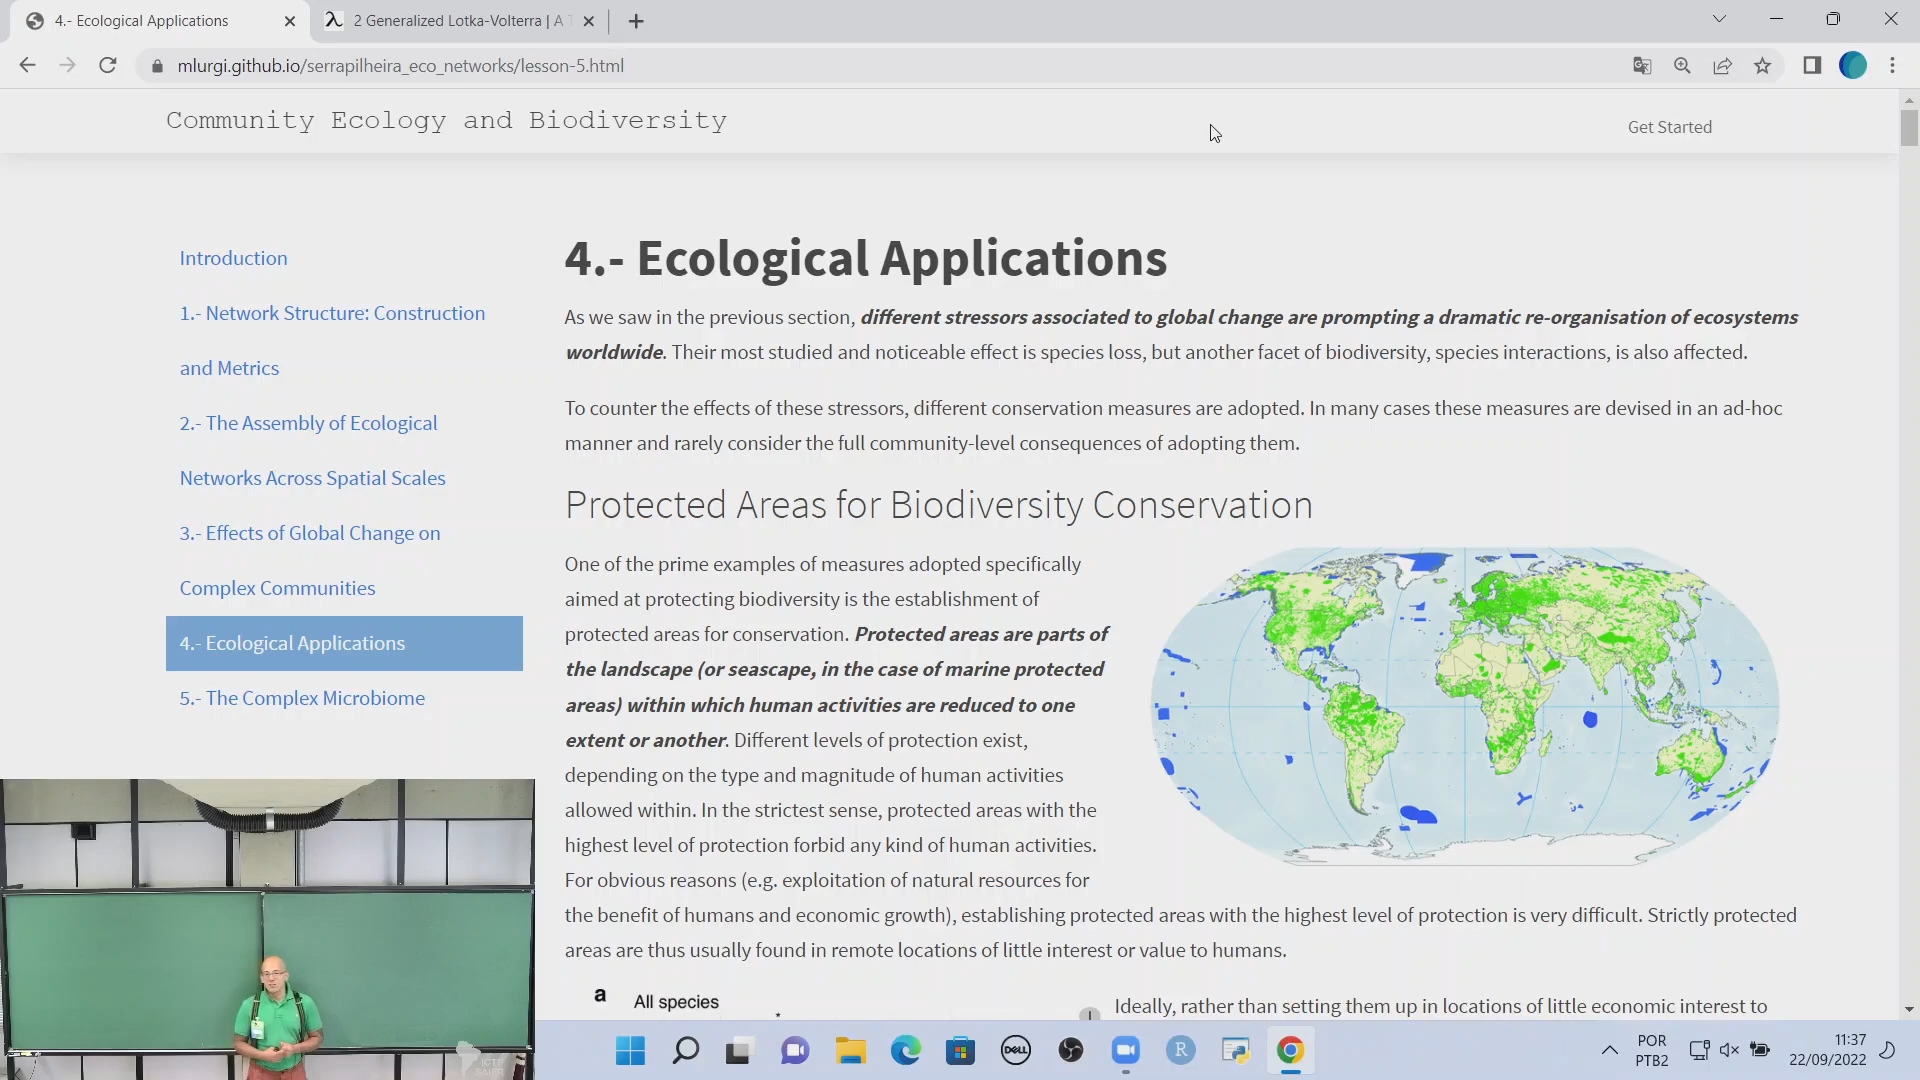 4.- Ecological Applications
2 Generalized Lotka-Volterra | A T
mlurgi.github.io/serrapilheira_eco_networks/lesson-5.html
Community Ecology and Biodiversity
Get Started
Introduction
1.- Network Structure: Construction
and Metrics
2.- The Assembly of Ecological
Networks Across Spatial Scales
3.- Effects of Global Change on
Complex Communities
4.- Ecological Applications
5.- The Complex Microbiome
4.- Ecological Applications
As we saw in the previous section, different stressors associated to global change are prompting a dramatic re-organisation of ecosystems
worldwide. Their most studied and noticeable effect is species loss, but another facet of biodiversity, species interactions, is also affected.
To counter the effects of these stressors, different conservation measures are adopted. In many cases these measures are devised in an ad-hoc
manner and rarely consider the full community-level consequences of adopting them.
Protected Areas for Biodiversity Conservation
One of the prime examples of measures adopted specifically
aimed at protecting biodiversity is the establishment of
protected areas for conservation. Protected areas are parts of
the landscape (or seascape, in the case of marine protected
areas) within which human activities are reduced to one
extent or another. Different levels of protection exist,
depending on the type and magnitude of human activities
allowed within. In the strictest sense, protected areas with the
highest level of protection forbid any kind of human activities.
For obvious reasons (e.g. exploitation of natural resources for
the benefit of humans and economic growth), establishing protected areas with the highest level of protection is very difficult. Strictly protected
areas are thus usually found in remote locations of little interest or value to humans.
a All species
Ideally, rather than setting them up in locations of little economic interest to
ICTP
SAIFR
DELL
R
POR
PTB2
11:37
22/09/2022